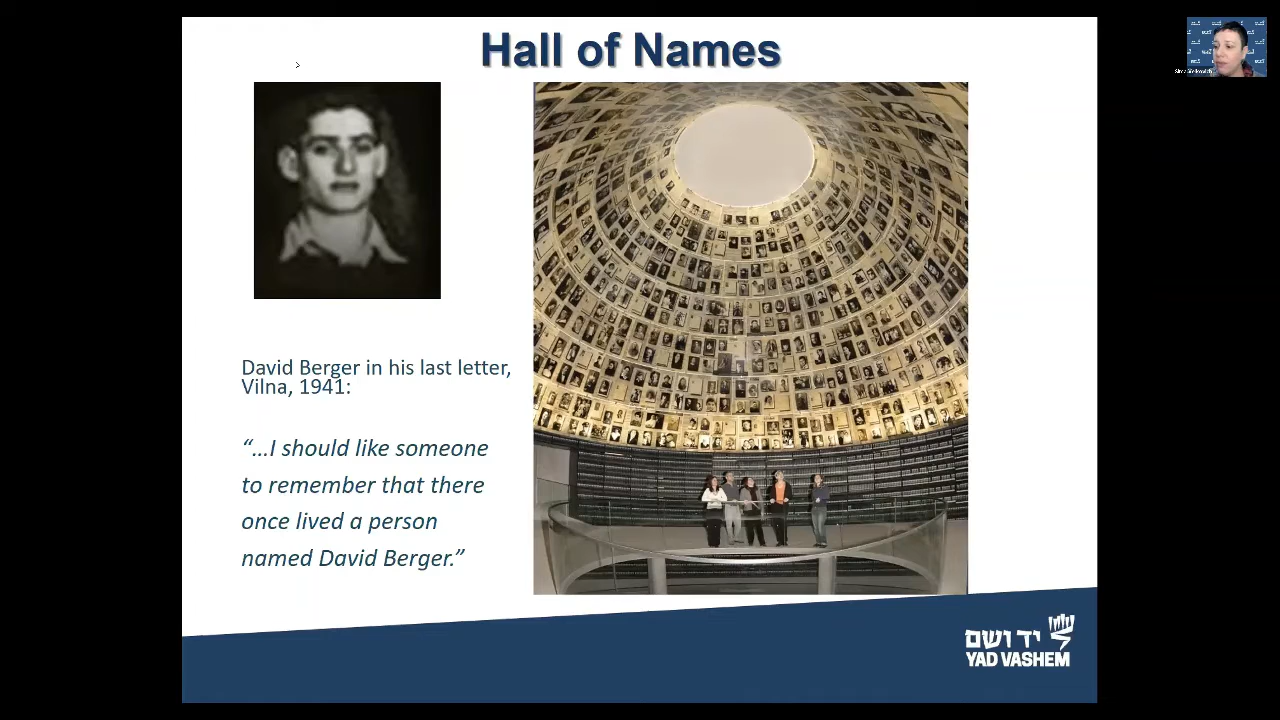 Hall of Names
David Berger in his last letter,
Vilna, 1941:
“...I should like someone
to remember that there
once lived a person
named David Berger.”
יד ושם
YAD VASHEM